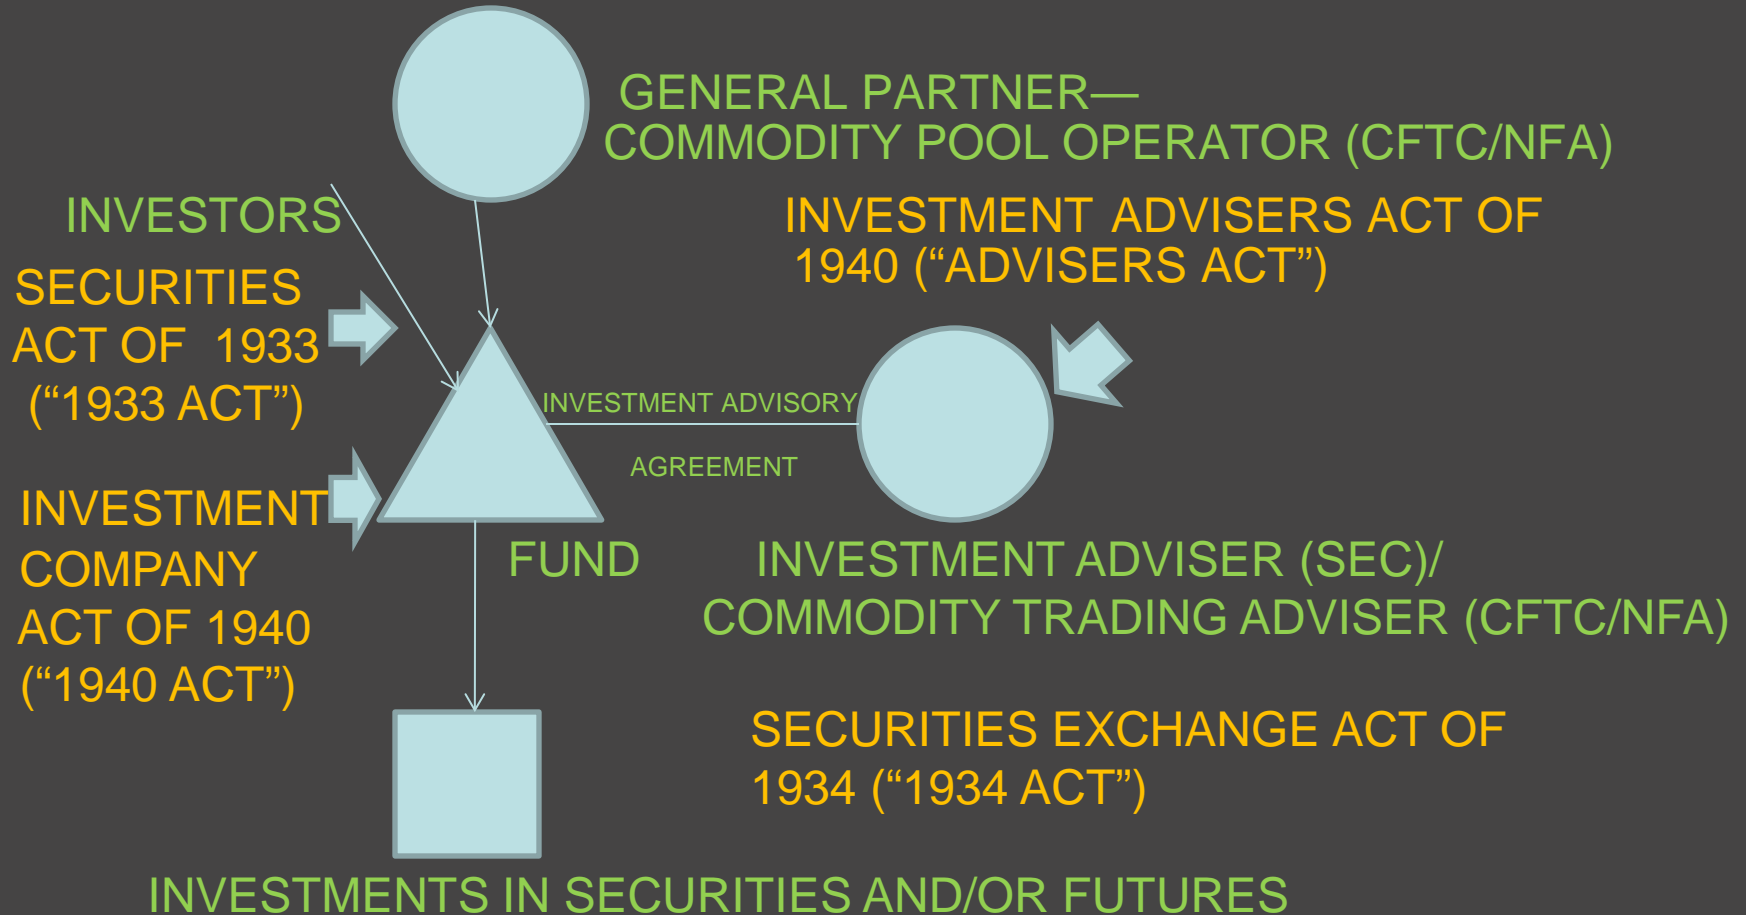 GENERAL PARTNER—
COMMODITY POOL OPERATOR (CFTC/NFA)
INVESTORS
INVESTMENT ADVISERS ACT OF
1940 (“ADVISERS ACT”)
SECURITIES
ACT OF 1933
(“1933 ACT”)
INVESTMENT ADVISORY
AGREEMENT
INVESTMENT
COMPANY
ACT OF 1940
(“1940 ACT”)
FUND
INVESTMENT ADVISER (SEC)/
COMMODITY TRADING ADVISER (CFTC/NFA)
SECURITIES EXCHANGE ACT OF
1934 (“1934 ACT”)
INVESTMENTS IN SECURITIES AND/OR FUTURES